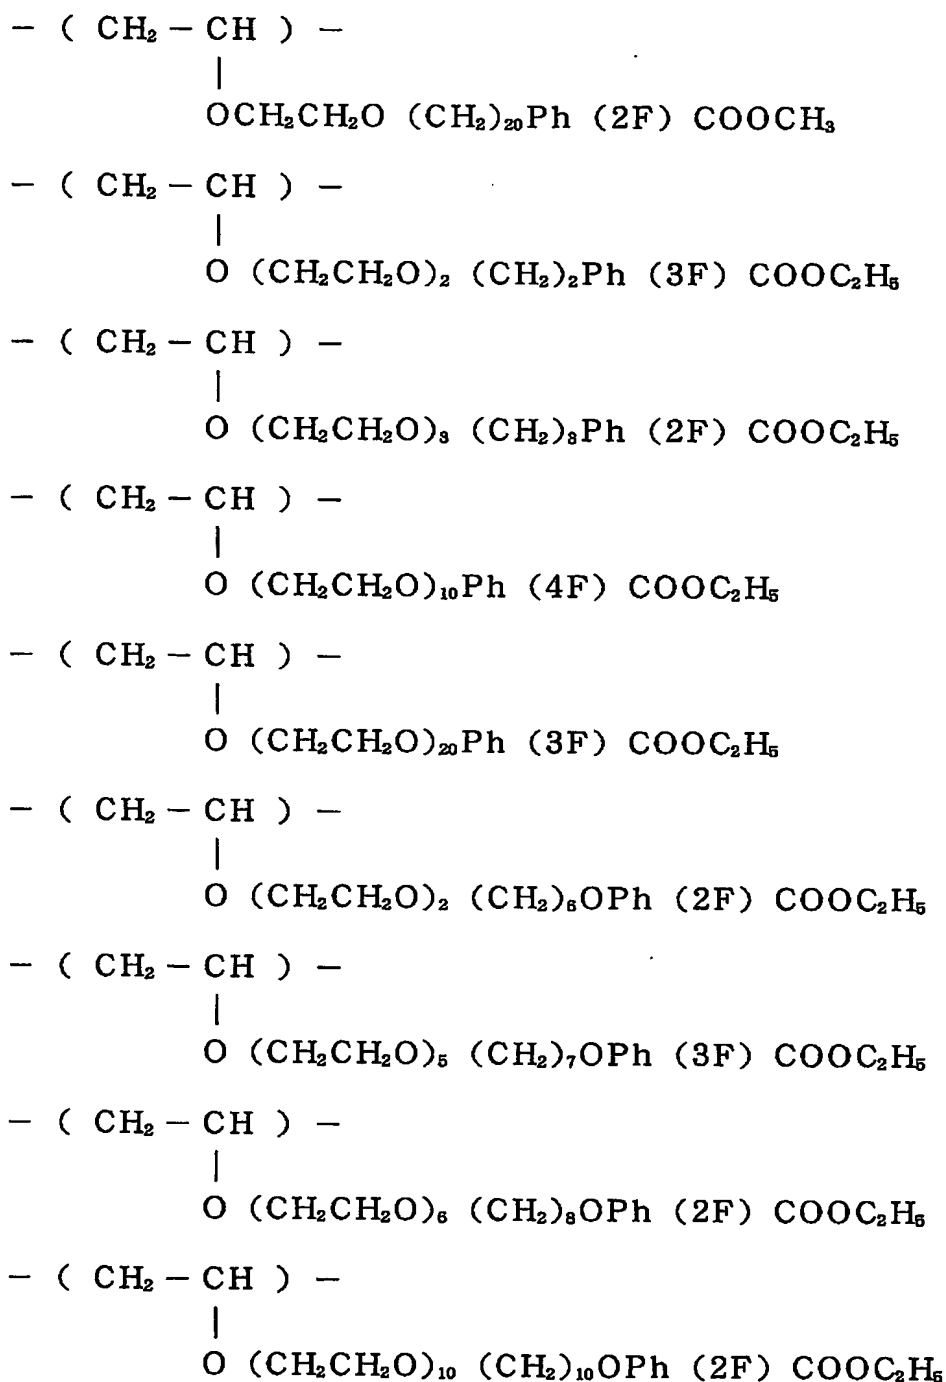 − ( CH₂ − CH ) −
|
OCH₂CH₂O (CH₂)₂₀Ph (2F) COOCH₃
− ( CH₂ − CH ) −
|
O (CH₂CH₂O)₂ (CH₂)₂Ph (3F) COOC₂H₅
− ( CH₂ − CH ) −
|
O (CH₂CH₂O)₃ (CH₂)₃Ph (2F) COOC₂H₅
− ( CH₂ − CH ) −
|
O (CH₂CH₂O)₁₀Ph (4F) COOC₂H₅
− ( CH₂ − CH ) −
|
O (CH₂CH₂O)₂₀Ph (3F) COOC₂H₅
− ( CH₂ − CH ) −
|
O (CH₂CH₂O)₂ (CH₂)₆OPh (2F) COOC₂H₅
− ( CH₂ − CH ) −
|
O (CH₂CH₂O)₅ (CH₂)₇OPh (3F) COOC₂H₅
− ( CH₂ − CH ) −
|
O (CH₂CH₂O)₆ (CH₂)₈OPh (2F) COOC₂H₅
− ( CH₂ − CH ) −
|
O (CH₂CH₂O)₁₀ (CH₂)₁₀OPh (2F) COOC₂H₅